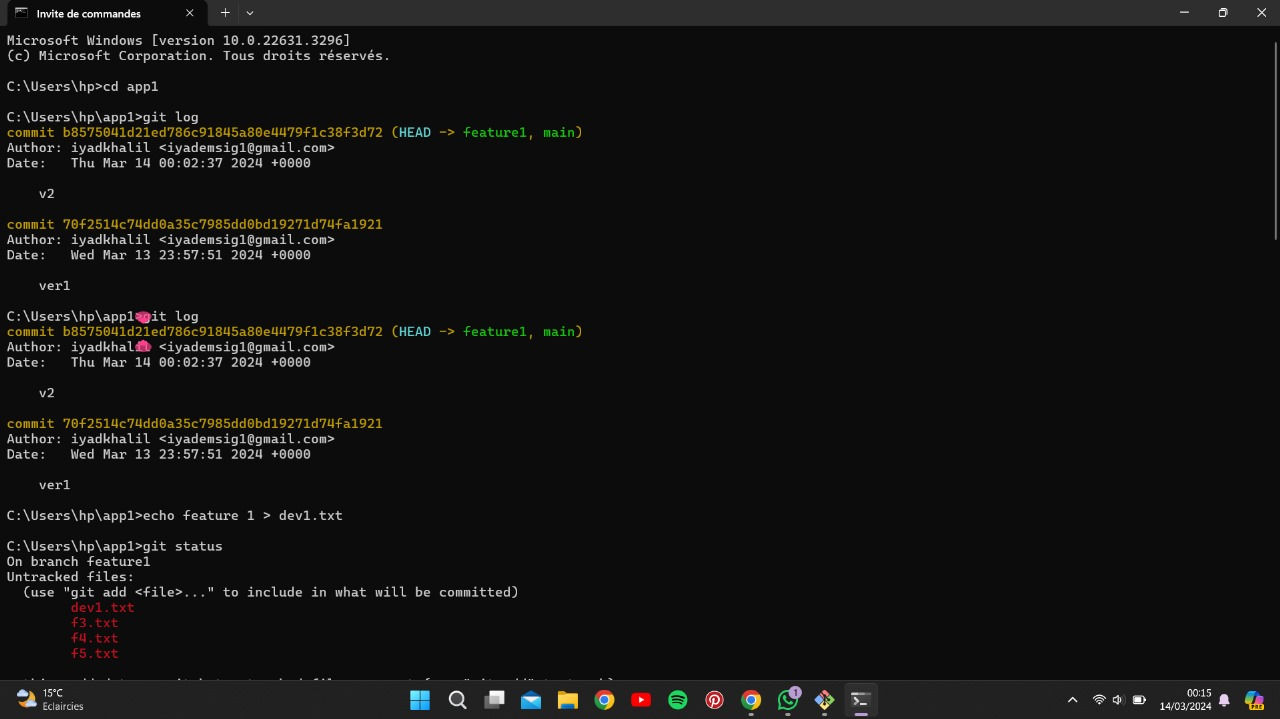 Invite de commandes
Microsoft Windows [version 10.0.22631.3296]
(c) Microsoft Corporation. Tous droits réservés.
C:\Users\hp>cd app1
C:\Users\hp\app1>git log
commit b8575041d21ed786c91845a80e4479f1c38f3d72 (HEAD -> feature1, main)
Author: iyadkhalil <iyademsig1@gmail.com>
Date:   Thu Mar 14 00:02:37 2024 +0000
    v2
commit 70f2514c74dd0a35c7985dd0bd19271d74fa1921
Author: iyadkhalil <iyademsig1@gmail.com>
Date:   Wed Mar 13 23:57:51 2024 +0000
    ver1
C:\Users\hp\app1>git log
commit b8575041d21ed786c91845a80e4479f1c38f3d72 (HEAD -> feature1, main)
Author: iyadkhalil <iyademsig1@gmail.com>
Date:   Thu Mar 14 00:02:37 2024 +0000
    v2
commit 70f2514c74dd0a35c7985dd0bd19271d74fa1921
Author: iyadkhalil <iyademsig1@gmail.com>
Date:   Wed Mar 13 23:57:51 2024 +0000
    ver1
C:\Users\hp\app1>echo feature 1 > dev1.txt
C:\Users\hp\app1>git status
On branch feature1
Untracked files:
  (use "git add <file>..." to include in what will be committed)
        dev1.txt
        f3.txt
        f4.txt
        f5.txt
15°C
Eclaircies
1
00:15
14/03/2024
PRE